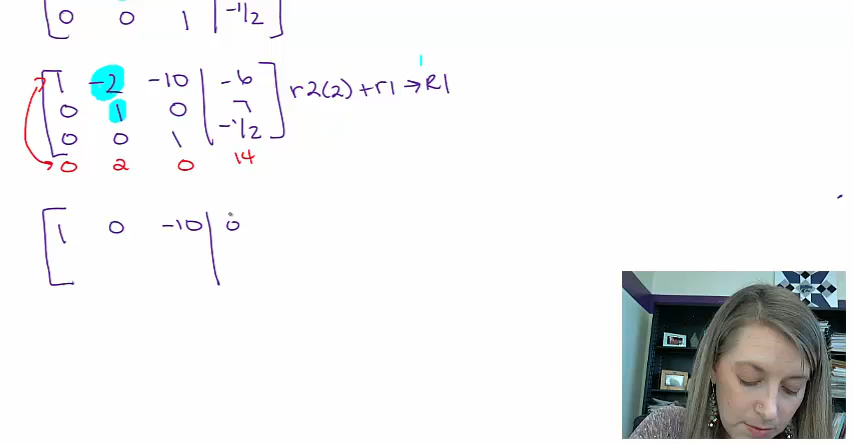 0 0 1 | -1/2
1 -2 -10 | -6 r2(2)+r1→R1
0 1 0 | 7
0 0 1 | -1/2
0 2 0 14
1 0 -10 | 0